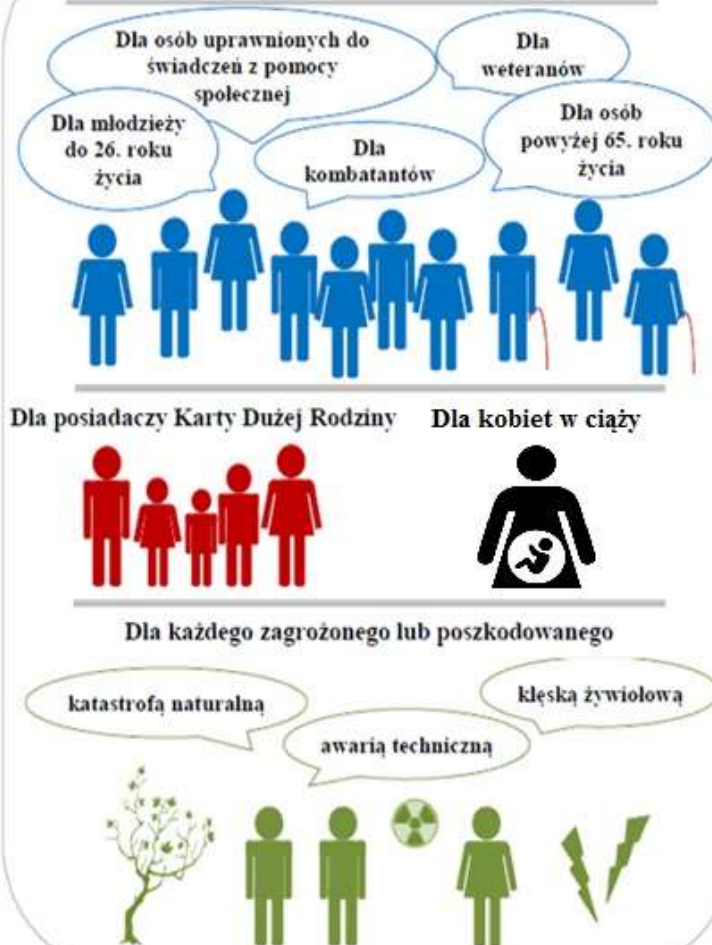 Dla osób uprawnionych do
świadczeń z pomocy
społecznej
Dla
weteranów
Dla młodzieży
do 26. roku
życia
Dla
kombatantów
Dla osób
powyżej 65. roku
życia
Dla posiadaczy Karty Dużej Rodziny
Dla kobiet w ciąży
Dla każdego zagrożonego lub poszkodowanego
katastrofą naturalną
klęską żywiołową
awarią techniczną